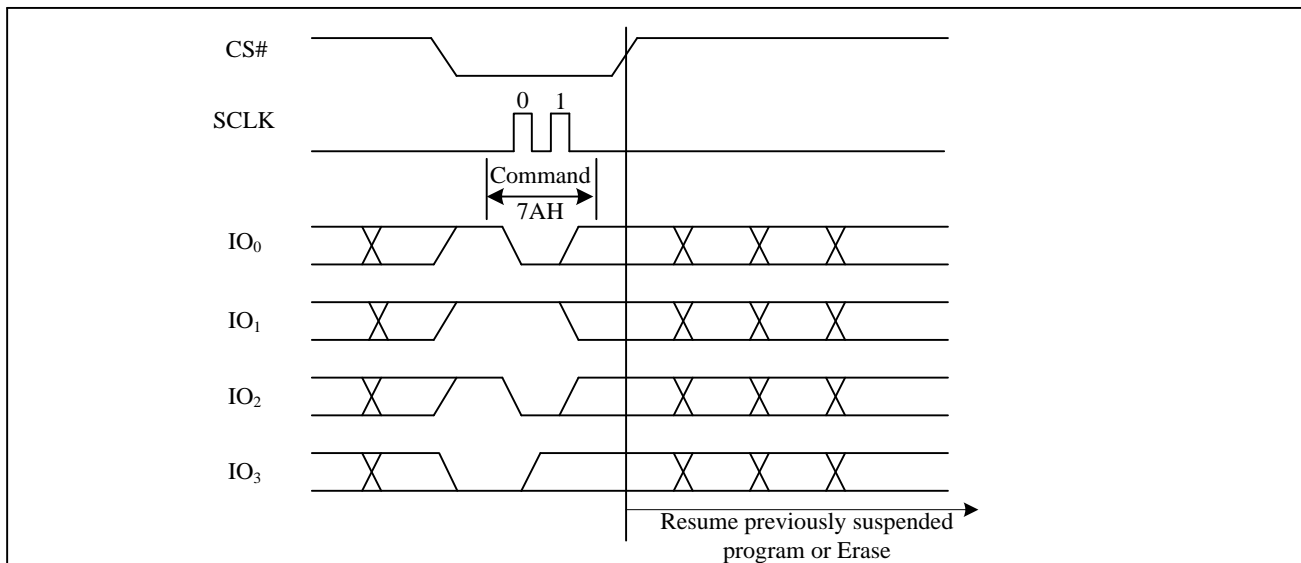 CS#
0 1
SCLK
Command
7AH
IO0
IO1
IO2
IO3
Resume previously suspended
program or Erase